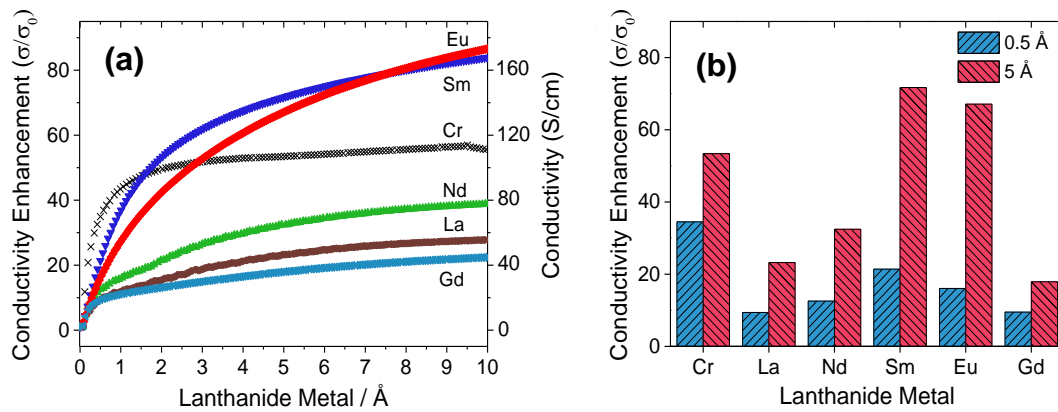 (a)
Conductivity Enhancement (σ/σ0)
80
60
40
20
0
Eu
Sm
Cr
Nd
La
Gd
160
120
80
40
0
Conductivity (S/cm)
0 1 2 3 4 5 6 7 8 9 10
Lanthanide Metal / Å
(b)
Conductivity Enhancement (σ/σ0)
80
60
40
20
0
0.5 Å
5 Å
Cr La Nd Sm Eu Gd
Lanthanide Metal